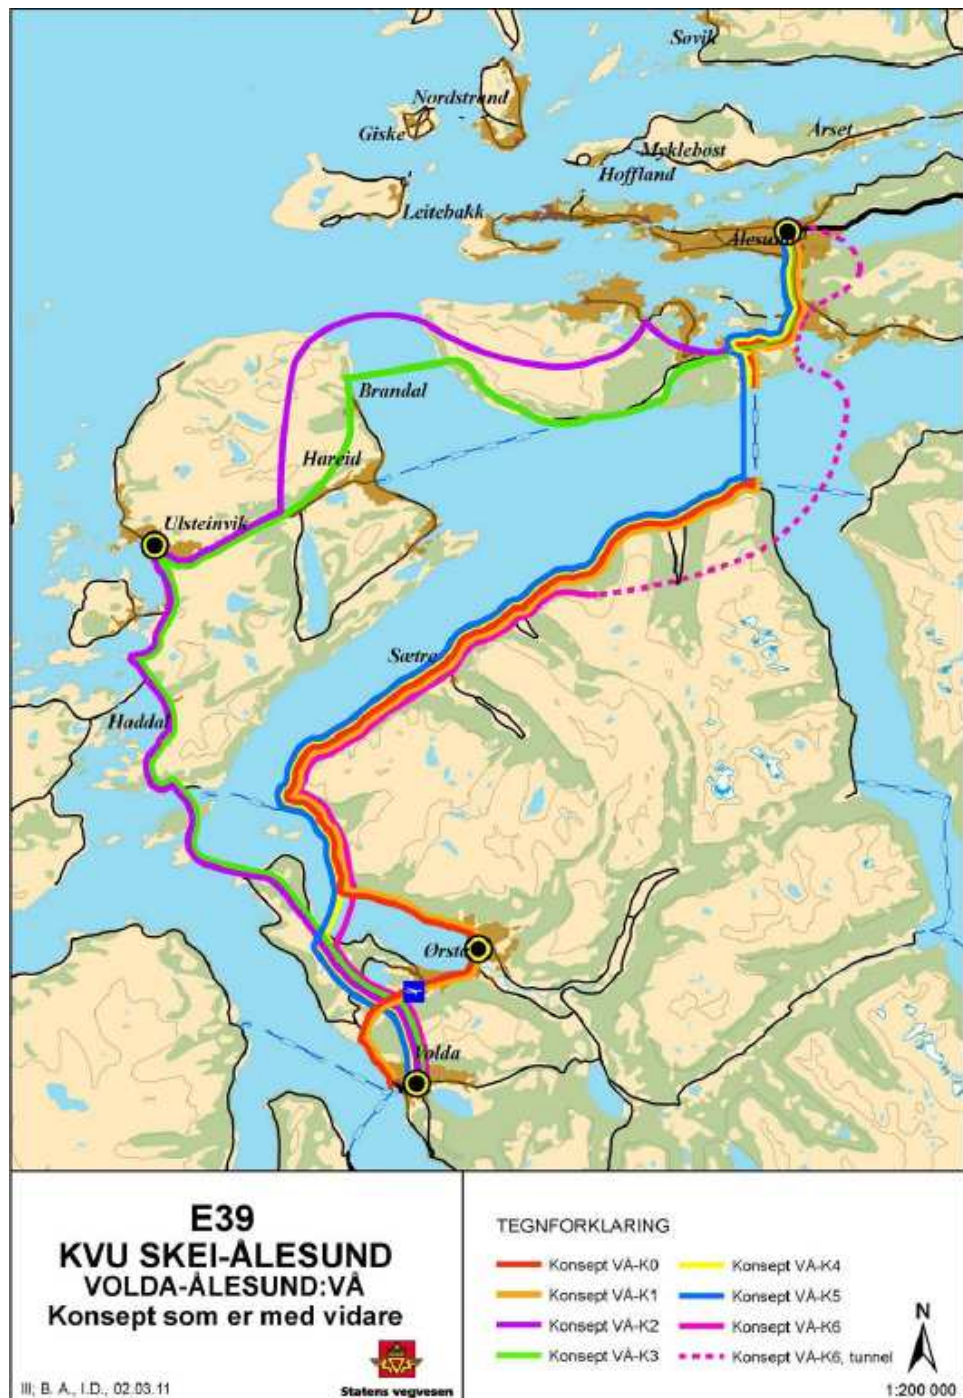 Søvik
Nordstrand
Giske
Årset
Myklebost
Hoffland
Leitebakk
Ålesund
Brandal
Hareid
Ulsteinvik
Sætre
Haddal
Ørsta
Volda
E39
KVU SKEI-ÅLESUND
VOLDA-ÅLESUND:VÅ
Konsept som er med vidare
Statens vegvesen
III; B. A., I.D., 02.03.11
TEGNFORKLARING
Konsept VÅ-K0
Konsept VÅ-K1
Konsept VÅ-K2
Konsept VÅ-K3
Konsept VÅ-K4
Konsept VÅ-K5
Konsept VÅ-K6
Konsept VÅ-K6, tunnel
N
1:200 000